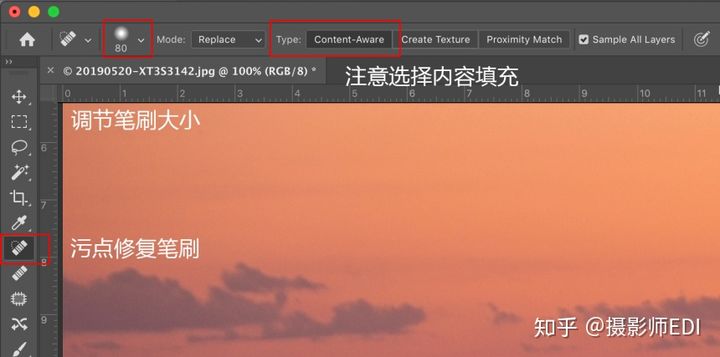 80 Mode: Replace Type: Content-Aware Create Texture Proximity Match Sample All Layers
× © 20190520-XT3S3142.jpg @ 100% (RGB/8) *
注意选择内容填充
0 1 2 3 4 5 6 7 8 9 10 11
调节笔刷大小
6
7
污点修复笔刷
8
9
知乎 @摄影师EDI